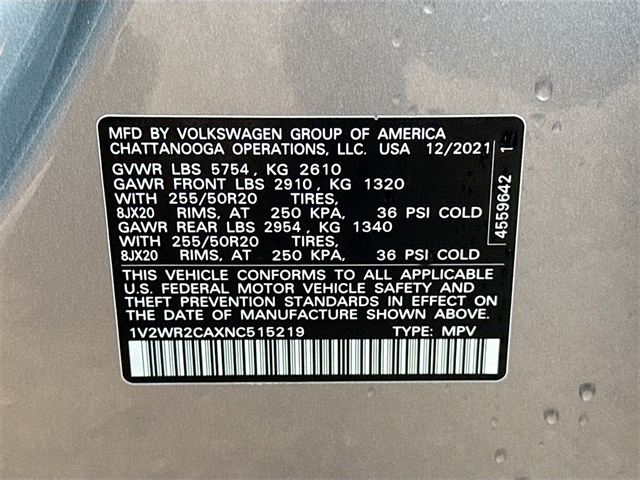 MFD BY VOLKSWAGEN GROUP OF AMERICA
CHATTANOOGA OPERATIONS, LLC. USA 12/2021
GVWR LBS 5754, KG 2610
GAWR FRONT LBS 2910, KG 1320
WITH 255/50R20 TIRES,
8JX20 RIMS, AT 250 KPA, 36 PSI COLD
GAWR REAR LBS 2954, KG 1340
WITH 255/50R20 TIRES,
8JX20 RIMS, AT 250 KPA, 36 PSI COLD
THIS VEHICLE CONFORMS TO ALL APPLICABLE
U.S. FEDERAL MOTOR VEHICLE SAFETY AND
THEFT PREVENTION STANDARDS IN EFFECT ON
THE DATE OF MANUFACTURE SHOWN ABOVE.
1V2WR2CAXNC515219 TYPE: MPV
4559642